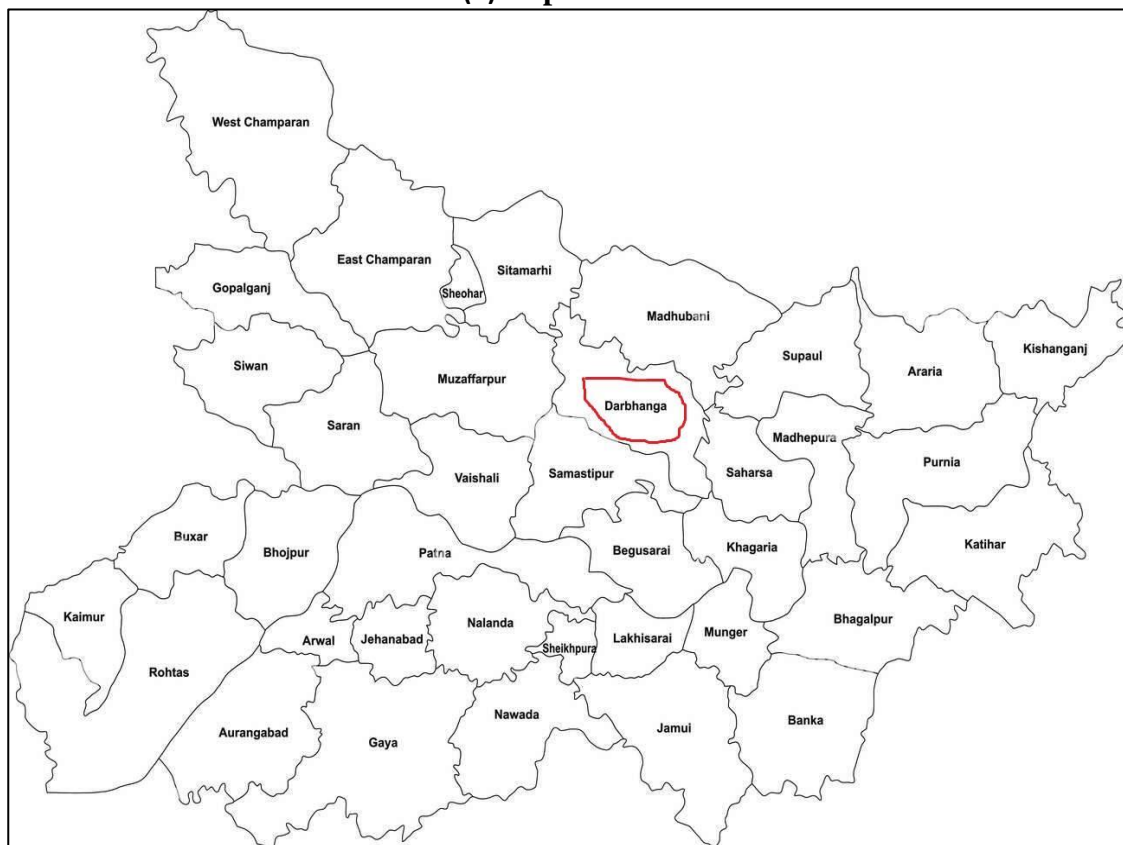 West Champaran
East Champaran
Sitamarhi
Sheohar
Gopalganj
Madhubani
Siwan
Muzaffarpur
Supaul
Araria
Kishanganj
Darbhanga
Saran
Madhepura
Vaishali
Samastipur
Saharsa
Purnia
Buxar
Bhojpur
Patna
Begusarai
Khagaria
Katihar
Kaimur
Arwal
Jehanabad
Nalanda
Sheikhpura
Lakhisarai
Munger
Bhagalpur
Rohtas
Aurangabad
Gaya
Nawada
Jamui
Banka